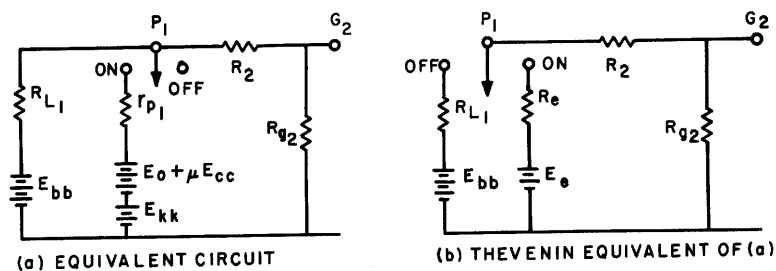 P1 G2 P1 G2
ON OFF R2 OFF ON R2
RL1 rP1 Rg2 RL1 Re Rg2
Eo + μEcc
Ebb Ekk Ebb Ee
(a) EQUIVALENT CIRCUIT
(b) THEVENIN EQUIVALENT OF (a)